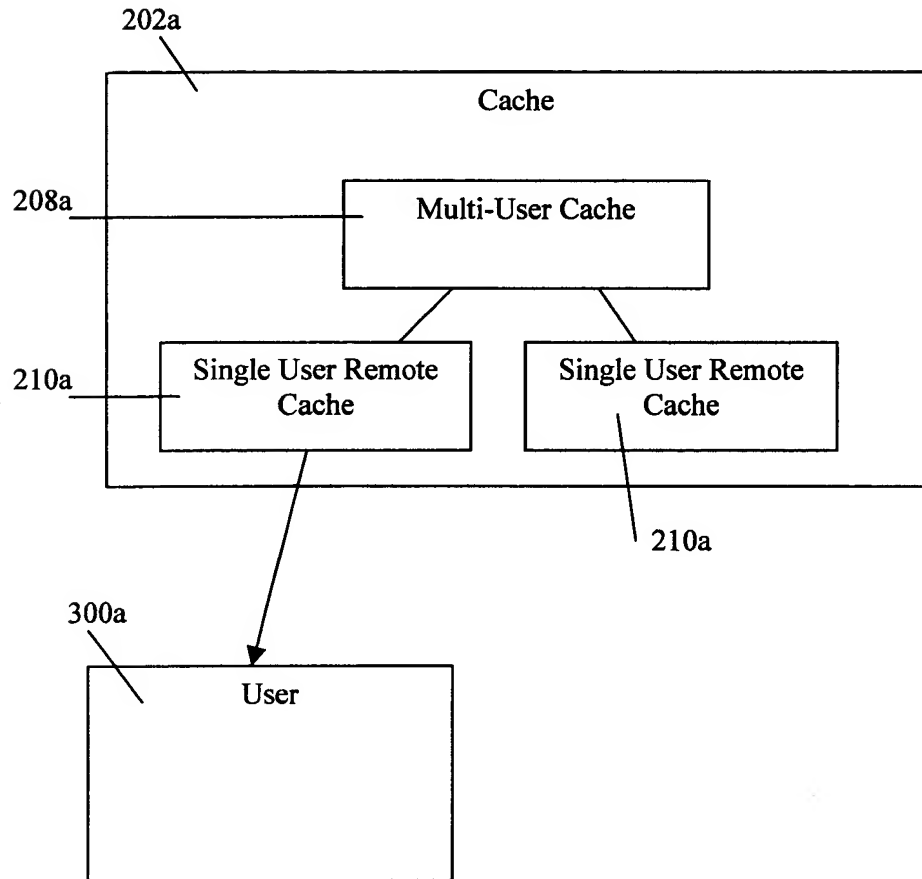 202a
Cache
208a
Multi-User Cache
210a
Single User Remote
Cache
Single User Remote
Cache
210a
300a
User